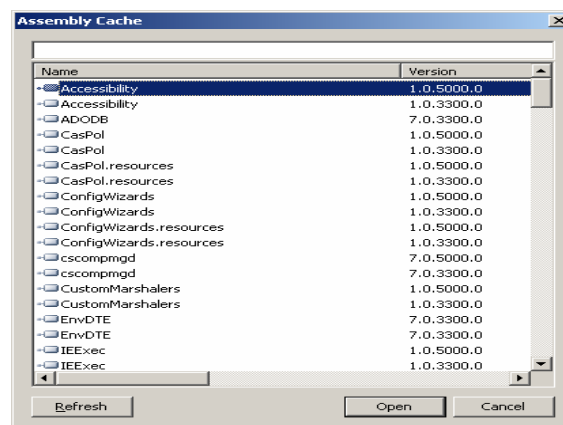 Assembly Cache
Name Version
Accessibility 1.0.5000.0
Accessibility 1.0.3300.0
ADODB 7.0.3300.0
CasPol 1.0.5000.0
CasPol 1.0.3300.0
CasPol.resources 1.0.5000.0
CasPol.resources 1.0.3300.0
ConfigWizards 1.0.5000.0
ConfigWizards 1.0.3300.0
ConfigWizards.resources 1.0.5000.0
ConfigWizards.resources 1.0.3300.0
cscompmgd 7.0.5000.0
cscompmgd 7.0.3300.0
CustomMarshalers 1.0.5000.0
CustomMarshalers 1.0.3300.0
EnvDTE 7.0.3300.0
EnvDTE 7.0.3300.0
IEExec 1.0.5000.0
IEExec 1.0.3300.0
Refresh Open Cancel